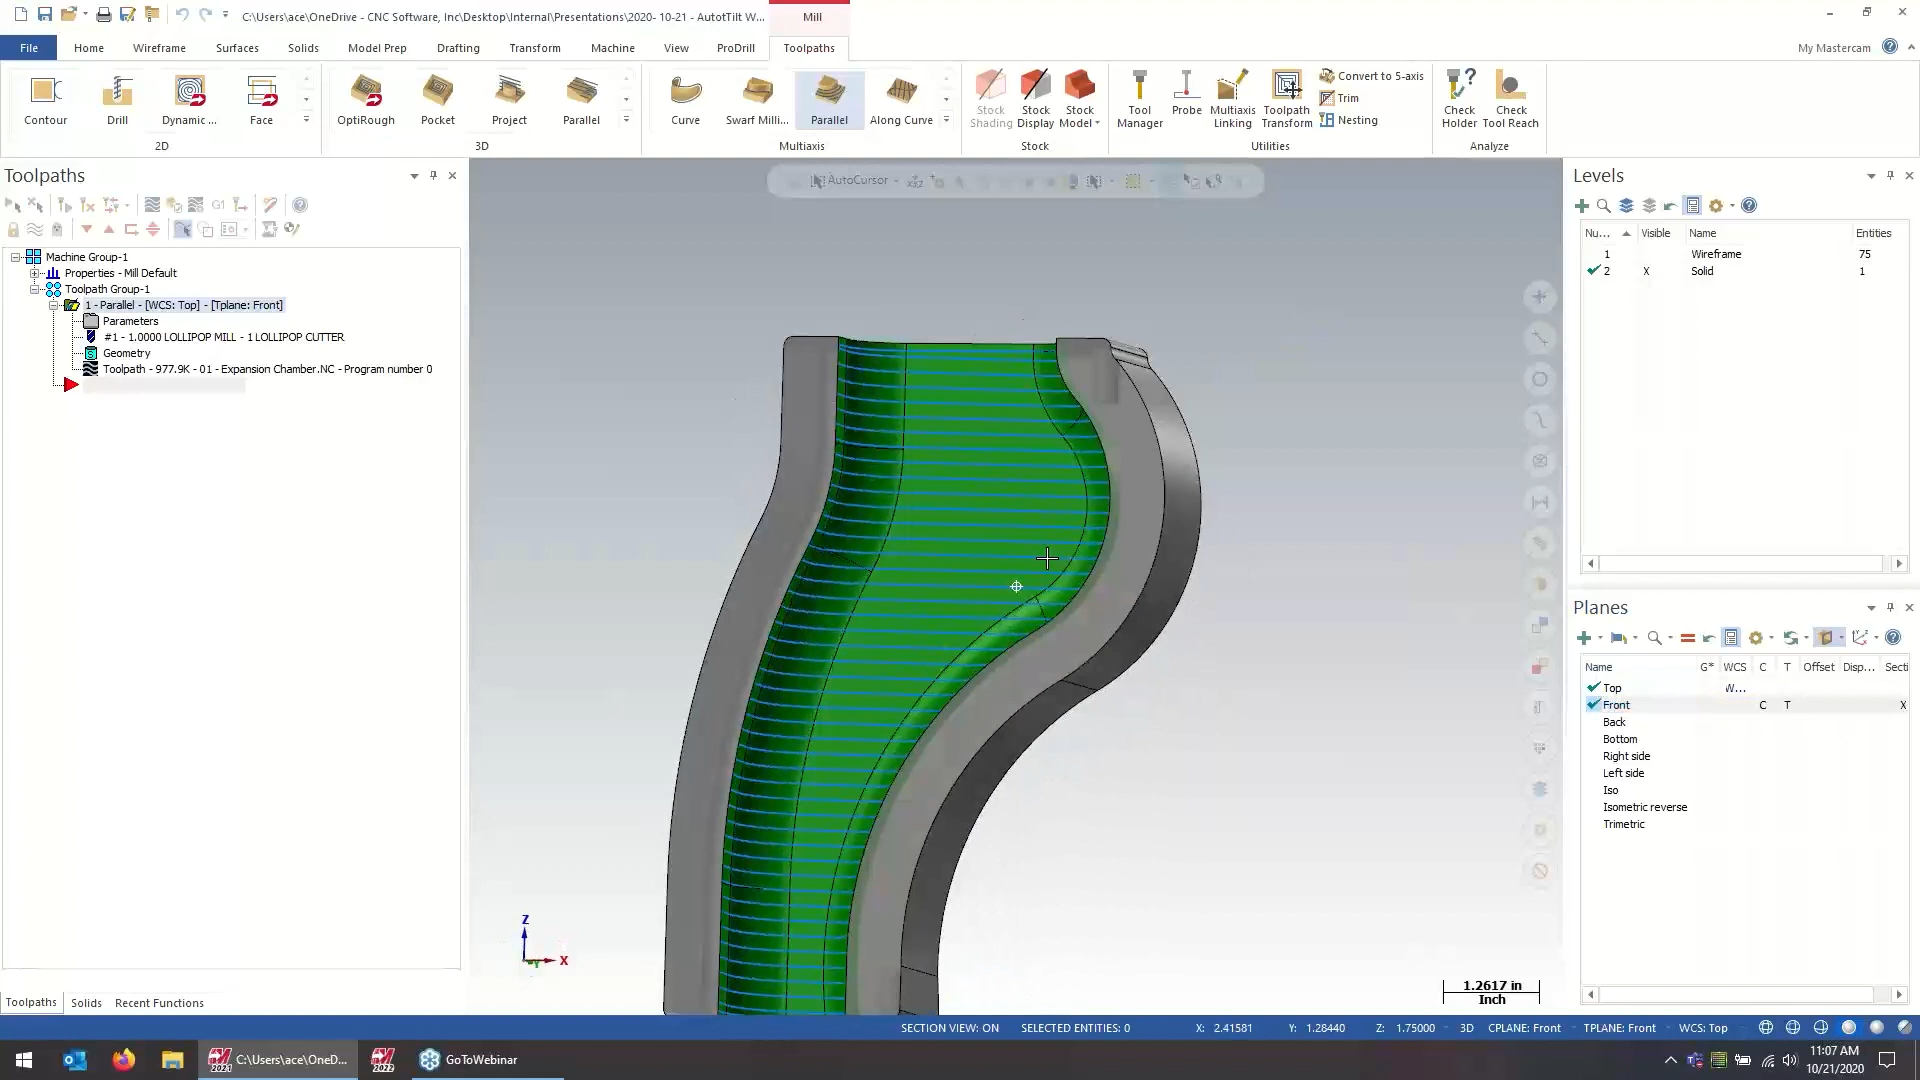 C:\Users\ace\OneDrive - CNC Software, Inc\Desktop\Internal\Presentations\2020- 10-21 - AutotTilt W...
Mill
File
Home
Wireframe
Surfaces
Solids
Model Prep
Drafting
Transform
Machine
View
ProDrill
Toolpaths
My Mastercam
Contour
Drill
Dynamic ...
Face
2D
OptiRough
Pocket
Project
Parallel
3D
Curve
Swarf Milli...
Parallel
Along Curve
Multiaxis
Stock Shading
Stock Display
Stock Model
Stock
Tool Manager
Probe
Multiaxis Linking
Toolpath Transform
Convert to 5-axis
Trim
Nesting
Utilities
Check Holder
Check Tool Reach
Analyze
Toolpaths
G1
Machine Group-1
Properties - Mill Default
Toolpath Group-1
1 - Parallel - [WCS: Top] - [Tplane: Front]
Parameters
#1 - 1.0000 LOLLIPOP MILL - 1 LOLLIPOP CUTTER
Geometry
Toolpath - 977.9K - 01 - Expansion Chamber.NC - Program number 0
Toolpaths
Solids
Recent Functions
AutoCursor
Z
X
Y
1.2617 in
Inch
Levels
Nu...
Visible
Name
Entities
1 Wireframe 75
2 X Solid 1
Planes
Name G* WCS C T Offset Disp... Secti
Top W...
Front C T X
Back
Bottom
Right side
Left side
Iso
Isometric reverse
Trimetric
SECTION VIEW: ON
SELECTED ENTITIES: 0
X: 2.41581
Y: 1.28440
Z: 1.75000
3D
CPLANE: Front
TPLANE: Front
WCS: Top
2021
C:\Users\ace\OneD...
2022
GoToWebinar
11:07 AM
10/21/2020